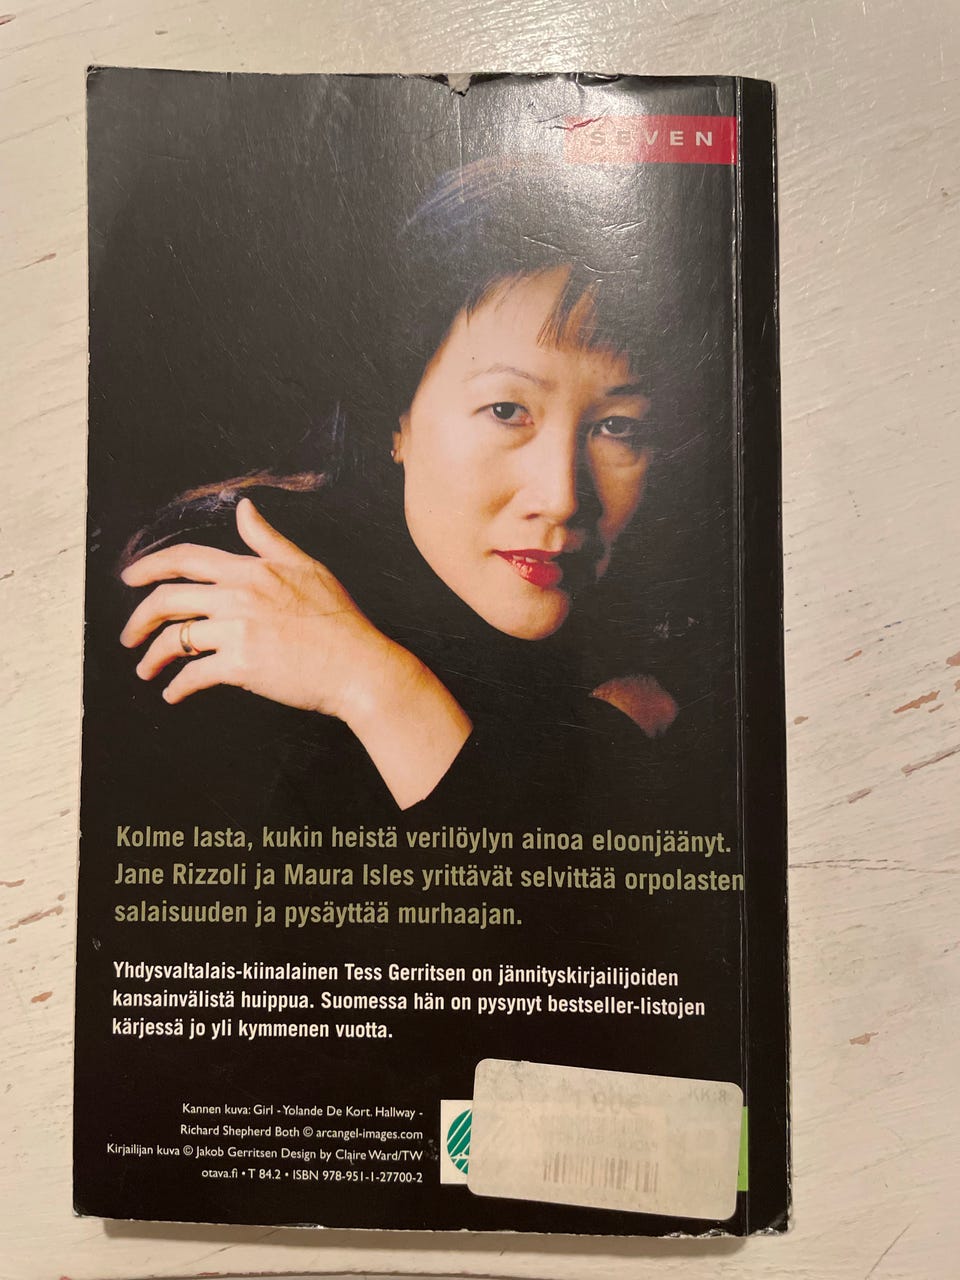 SEVEN
Kolme lasta, kukin heistä verilöylyn ainoa eloonjäänyt.
Jane Rizzoli ja Maura Isles yrittävät selvittää orpolasten
salaisuuden ja pysäyttää murhaajan.
Yhdysvaltalais-kiinalainen Tess Gerritsen on jännityskirjailijoiden
kansainvälistä huippua. Suomessa hän on pysynyt bestseller-listojen
kärjessä jo yli kymmenen vuotta.
Kannen kuva: Girl - Yolande De Kort. Hallway -
Richard Shepherd Both © arcangel-images.com
Kirjailijan kuva © Jakob Gerritsen Design by Claire Ward/TW
otava.fi • T 84.2 • ISBN 978-951-1-27700-2